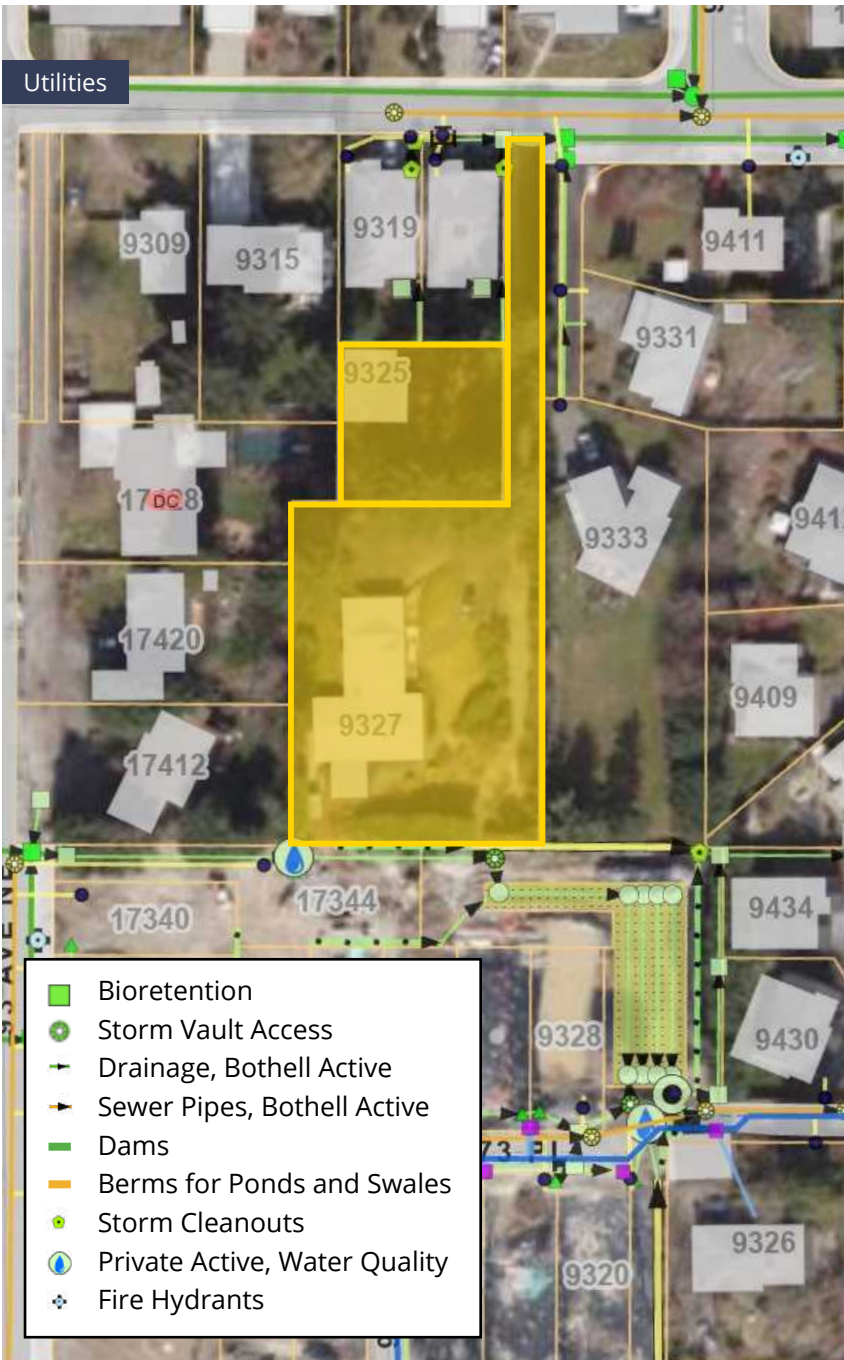 Utilities
9309
9315
9319
9411
9325
9331
DC
9333
17420
9409
9327
17412
17340
17344
9434
9328
9430
9326
9320
Bioretention
Storm Vault Access
Drainage, Bothell Active
Sewer Pipes, Bothell Active
Dams
Berms for Ponds and Swales
Storm Cleanouts
Private Active, Water Quality
Fire Hydrants